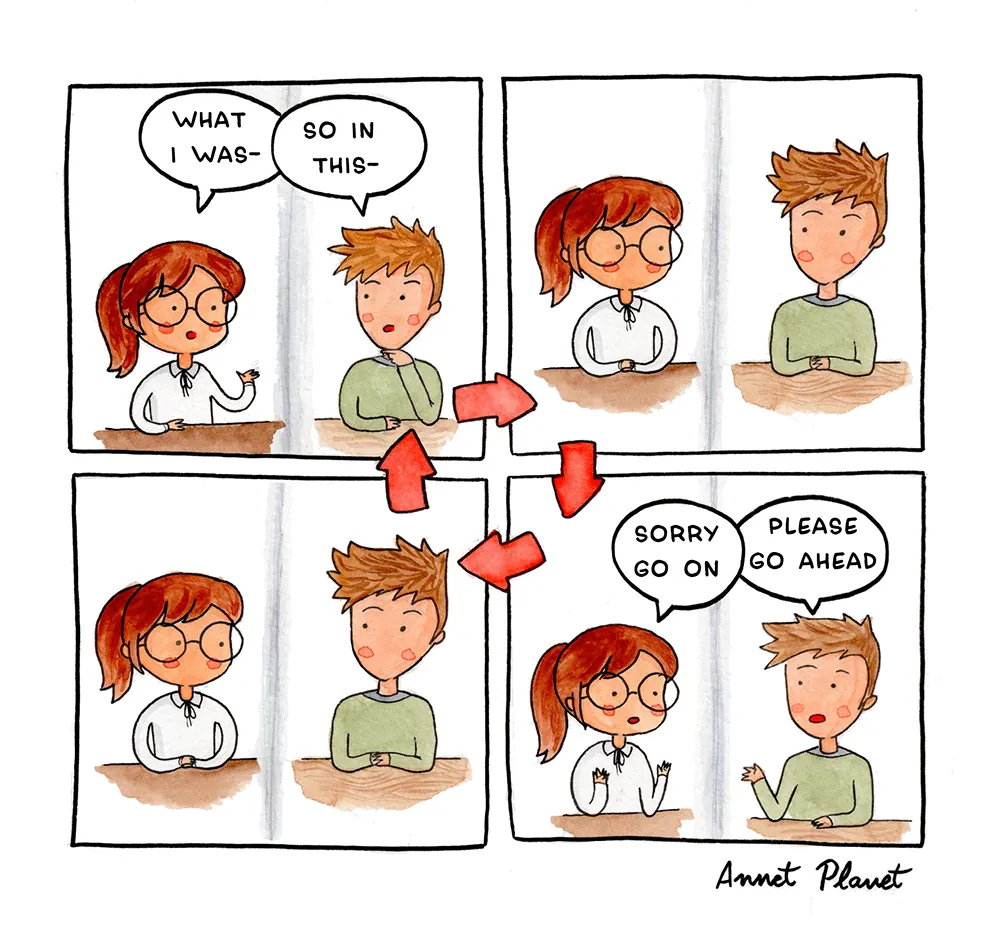 WHAT
I WAS-
SO IN
THIS-
SORRY
GO ON
PLEASE
GO AHEAD
Annet Planet